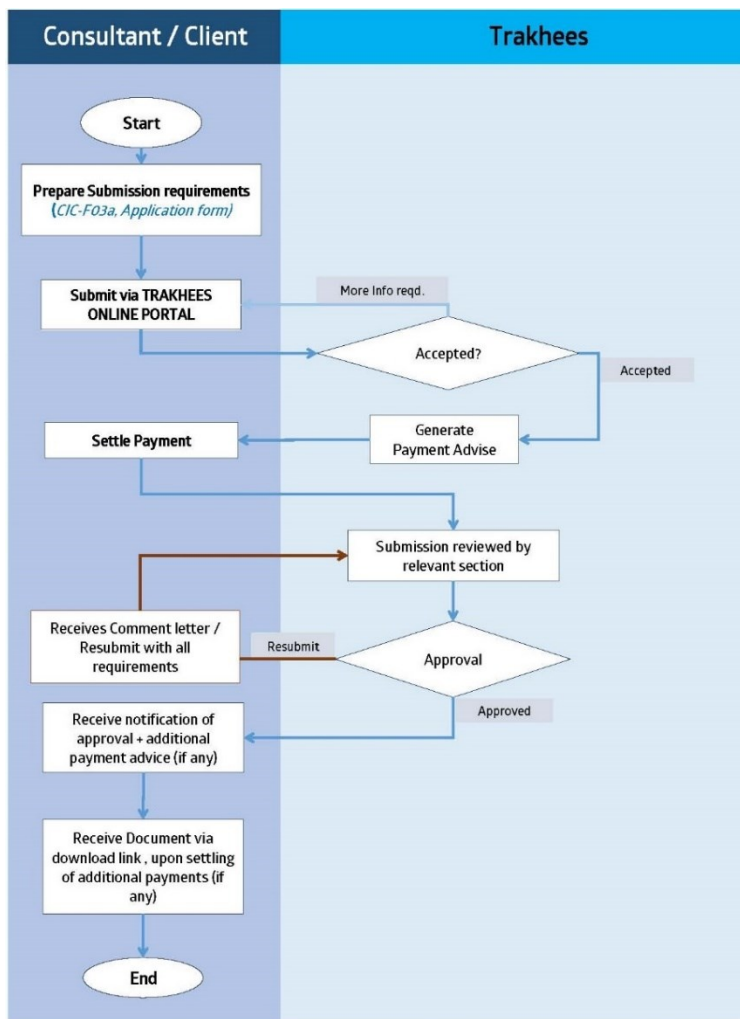 Consultant / Client
Trakhees
Start
Prepare Submission requirements
(CIC-F03a, Application form)
More Info reqd.
Submit via TRAKHEES
ONLINE PORTAL
Accepted?
Accepted
Settle Payment
Generate
Payment Advise
Submission reviewed by
relevant section
Receives Comment letter /
Resubmit with all
requirements
Resubmit
Approval
Approved
Receive notification of
approval + additional
payment advice (if any)
Receive Document via
download link , upon settling
of additional payments (if
any)
End